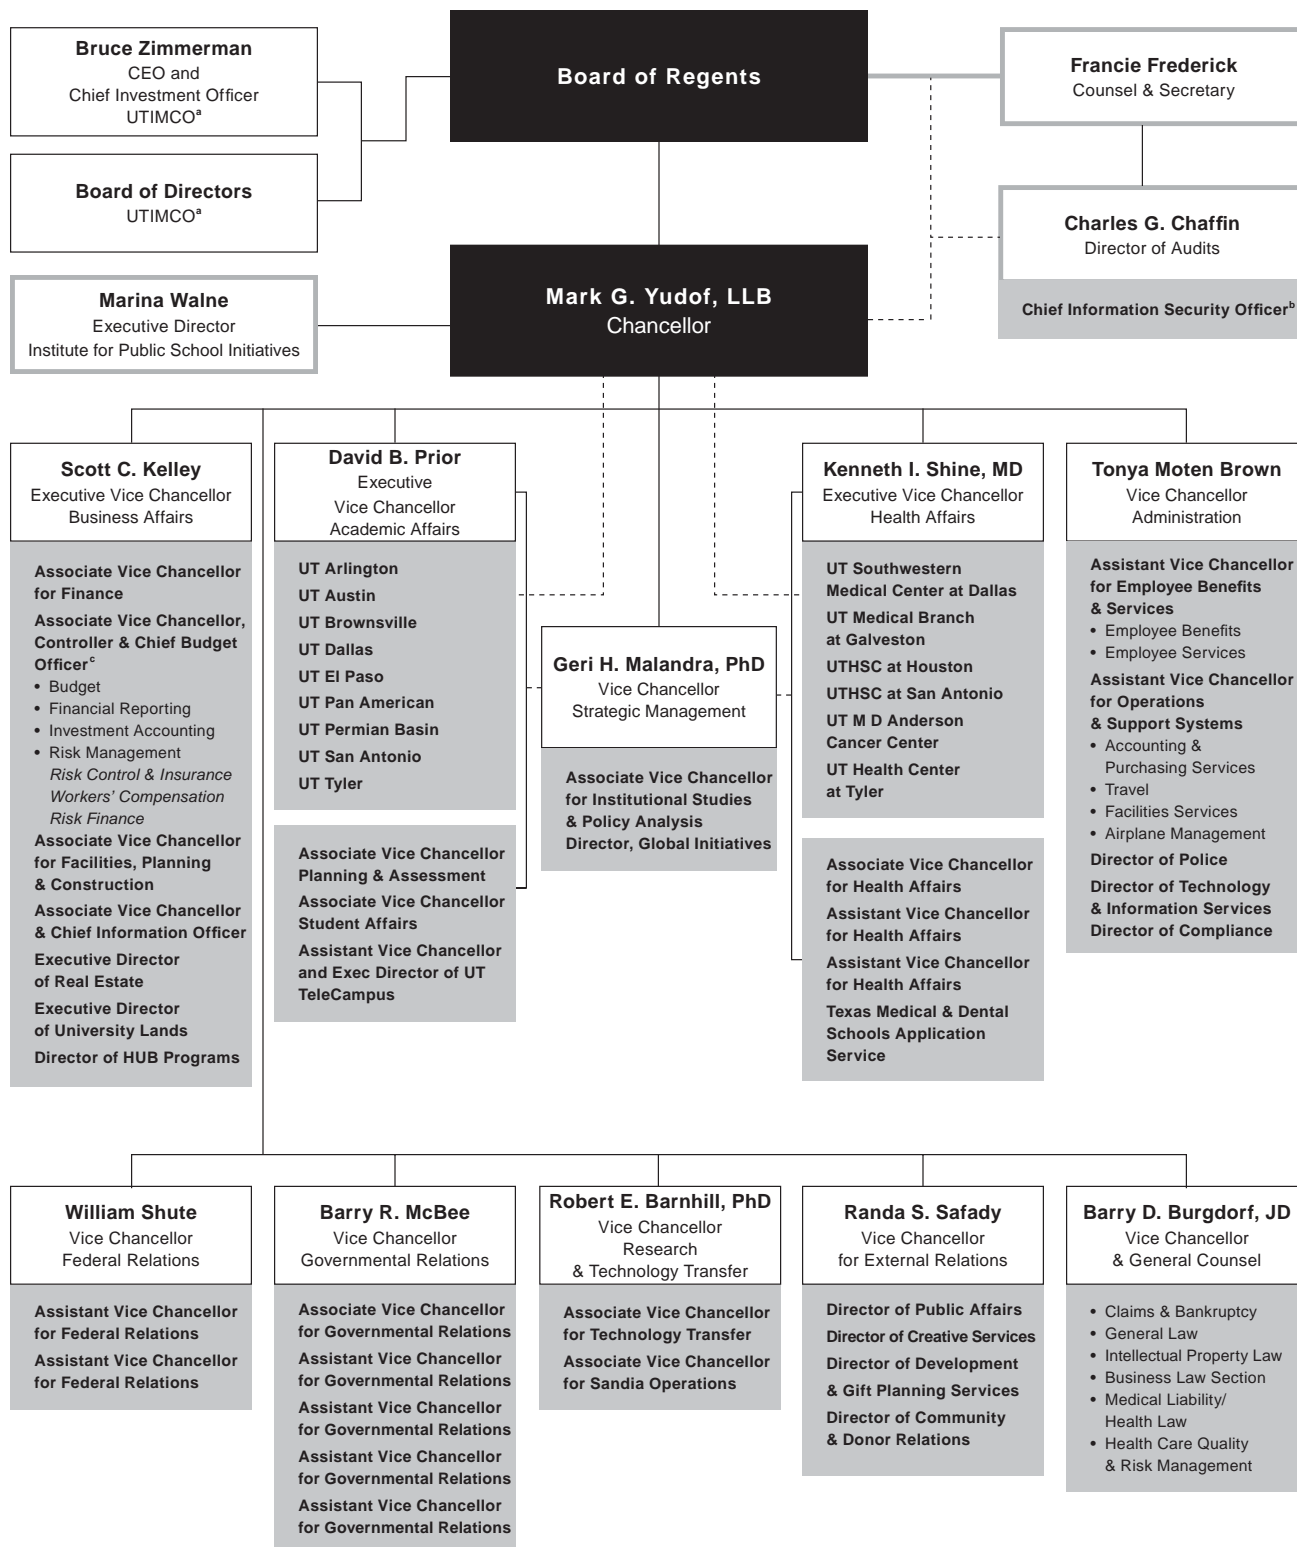 Bruce Zimmerman
CEO and
Chief Investment Officer
UTIMCOa
Board of Directors
UTIMCOa
Board of Regents
Francie Frederick
Counsel & Secretary
Charles G. Chaffin
Director of Audits
Chief Information Security Officerb
Marina Walne
Executive Director
Institute for Public School Initiatives
Mark G. Yudof, LLB
Chancellor
Scott C. Kelley
Executive Vice Chancellor
Business Affairs
Associate Vice Chancellor
for Finance
Associate Vice Chancellor,
Controller & Chief Budget
Officerc
• Budget
• Financial Reporting
• Investment Accounting
• Risk Management
Risk Control & Insurance
Workers’ Compensation
Risk Finance
Associate Vice Chancellor
for Facilities, Planning
& Construction
Associate Vice Chancellor
& Chief Information Officer
Executive Director
of Real Estate
Executive Director
of University Lands
Director of HUB Programs
David B. Prior
Executive
Vice Chancellor
Academic Affairs
UT Arlington
UT Austin
UT Brownsville
UT Dallas
UT El Paso
UT Pan American
UT Permian Basin
UT San Antonio
UT Tyler
Associate Vice Chancellor
Planning & Assessment
Associate Vice Chancellor
Student Affairs
Assistant Vice Chancellor
and Exec Director of UT
TeleCampus
Geri H. Malandra, PhD
Vice Chancellor
Strategic Management
Associate Vice Chancellor
for Institutional Studies
& Policy Analysis
Director, Global Initiatives
Kenneth I. Shine, MD
Executive Vice Chancellor
Health Affairs
UT Southwestern
Medical Center at Dallas
UT Medical Branch
at Galveston
UTHSC at Houston
UTHSC at San Antonio
UT M D Anderson
Cancer Center
UT Health Center
at Tyler
Associate Vice Chancellor
for Health Affairs
Assistant Vice Chancellor
for Health Affairs
Assistant Vice Chancellor
for Health Affairs
Texas Medical & Dental
Schools Application
Service
Tonya Moten Brown
Vice Chancellor
Administration
Assistant Vice Chancellor
for Employee Benefits
& Services
• Employee Benefits
• Employee Services
Assistant Vice Chancellor
for Operations
& Support Systems
• Accounting &
Purchasing Services
• Travel
• Facilities Services
• Airplane Management
Director of Police
Director of Technology
& Information Services
Director of Compliance
William Shute
Vice Chancellor
Federal Relations
Assistant Vice Chancellor
for Federal Relations
Assistant Vice Chancellor
for Federal Relations
Barry R. McBee
Vice Chancellor
Governmental Relations
Associate Vice Chancellor
for Governmental Relations
Assistant Vice Chancellor
for Governmental Relations
Assistant Vice Chancellor
for Governmental Relations
Assistant Vice Chancellor
for Governmental Relations
Assistant Vice Chancellor
for Governmental Relations
Robert E. Barnhill, PhD
Vice Chancellor
Research
& Technology Transfer
Associate Vice Chancellor
for Technology Transfer
Associate Vice Chancellor
for Sandia Operations
Randa S. Safady
Vice Chancellor
for External Relations
Director of Public Affairs
Director of Creative Services
Director of Development
& Gift Planning Services
Director of Community
& Donor Relations
Barry D. Burgdorf, JD
Vice Chancellor
& General Counsel
• Claims & Bankruptcy
• General Law
• Intellectual Property Law
• Business Law Section
• Medical Liability/
Health Law
• Health Care Quality
& Risk Management